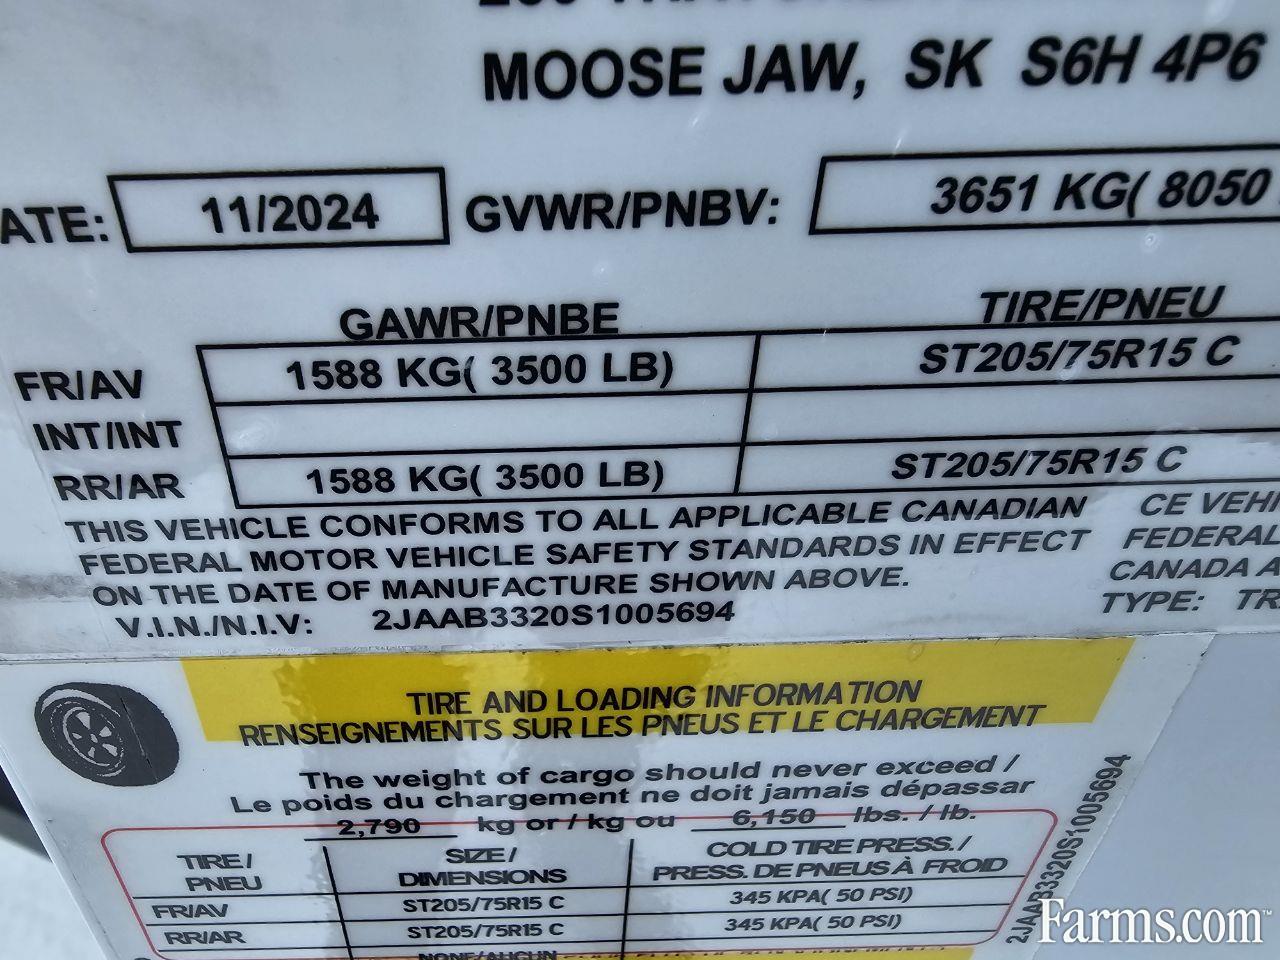 MOOSE JAW, SK S6H 4P6
ATE: 11/2024 GVWR/PNBV: 3651 KG( 8050
GAWR/PNBE TIRE/PNEU
FR/AV 1588 KG( 3500 LB) ST205/75R15 C
INT/INT
RR/AR 1588 KG( 3500 LB) ST205/75R15 C
THIS VEHICLE CONFORMS TO ALL APPLICABLE CANADIAN CE VEHI
FEDERAL MOTOR VEHICLE SAFETY STANDARDS IN EFFECT FEDERAL
ON THE DATE OF MANUFACTURE SHOWN ABOVE. CANADA A
V.I.N./N.I.V: 2JAAB3320S1005694 TYPE: TR
TIRE AND LOADING INFORMATION
RENSEIGNEMENTS SUR LES PNEUS ET LE CHARGEMENT
The weight of cargo should never exceed /
Le poids du chargement ne doit jamais dépassar
2,790 kg or / kg ou 6,150 lbs. / lb.
TIRE / PNEU SIZE / DIMENSIONS COLD TIRE PRESS. / PRESS. DE PNEUS À FROID
FR/AV ST205/75R15 C 345 KPA( 50 PSI)
RR/AR ST205/75R15 C 345 KPA( 50 PSI)
NONE/AUCUN
2JAAB3320S1005694
Farms.com™